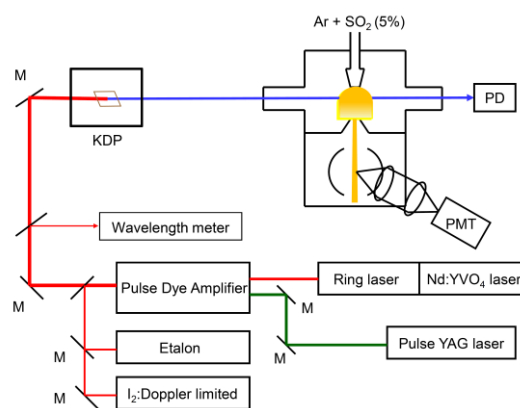 Ar + SO₂ (5%)
M
KDP
PD
PMT
Wavelength meter
M
Pulse Dye Amplifier
Ring laser
Nd:YVO₄ laser
M
M
Etalon
M
Pulse YAG laser
M
I₂:Doppler limited